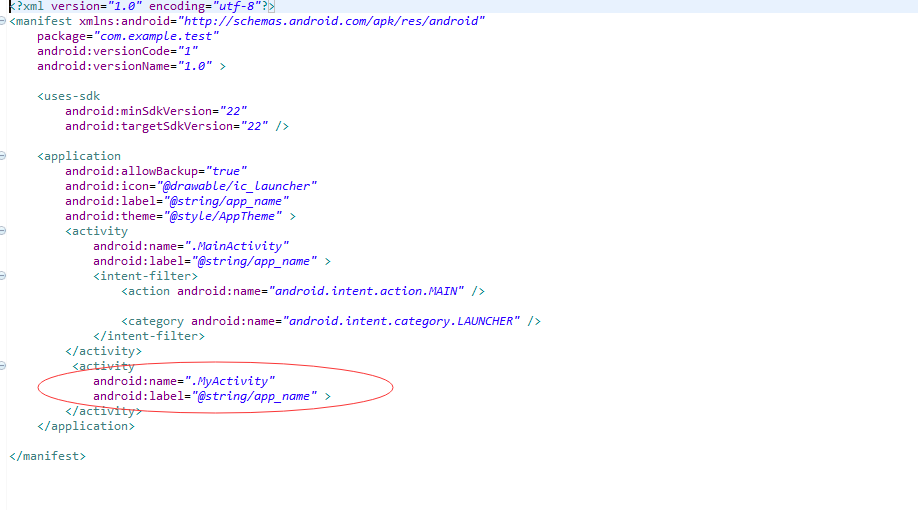 <?xml version="1.0" encoding="utf-8"?>
<manifest xmlns:android="http://schemas.android.com/apk/res/android"
    package="com.example.test"
    android:versionCode="1"
    android:versionName="1.0" >
    <uses-sdk
        android:minSdkVersion="22"
        android:targetSdkVersion="22" />
    <application
        android:allowBackup="true"
        android:icon="@drawable/ic_launcher"
        android:label="@string/app_name"
        android:theme="@style/AppTheme" >
        <activity
            android:name=".MainActivity"
            android:label="@string/app_name" >
            <intent-filter>
                <action android:name="android.intent.action.MAIN" />
                <category android:name="android.intent.category.LAUNCHER" />
            </intent-filter>
        </activity>
         <activity
            android:name=".MyActivity"
            android:label="@string/app_name" >
        </activity>
    </application>
</manifest>